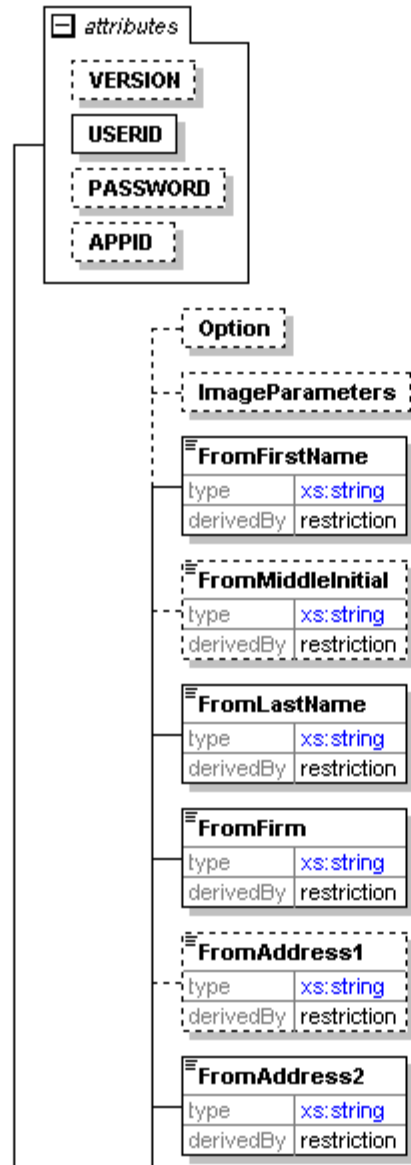 attributes
VERSION
USERID
PASSWORD
APPID
Option
ImageParameters
FromFirstName
type xs:string
derivedBy restriction
FromMiddleInitial
type xs:string
derivedBy restriction
FromLastName
type xs:string
derivedBy restriction
FromFirm
type xs:string
derivedBy restriction
FromAddress1
type xs:string
derivedBy restriction
FromAddress2
type xs:string
derivedBy restriction